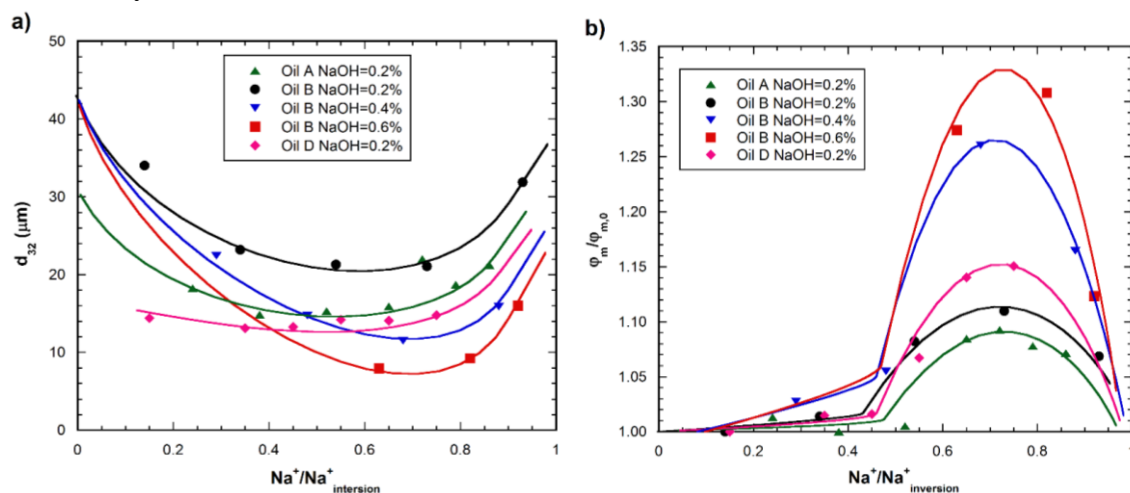 a)
50
40
30
20
10
0
d32 (μm)
Oil A NaOH=0.2%
Oil B NaOH=0.2%
Oil B NaOH=0.4%
Oil B NaOH=0.6%
Oil D NaOH=0.2%
0 0.2 0.4 0.6 0.8 1
Na+/Na+intersion
b)
1.35
1.30
1.25
1.20
1.15
1.10
1.05
1.00
φm/φm,0
Oil A NaOH=0.2%
Oil B NaOH=0.2%
Oil B NaOH=0.4%
Oil B NaOH=0.6%
Oil D NaOH=0.2%
0 0.2 0.4 0.6 0.8 1
Na+/Na+inversion